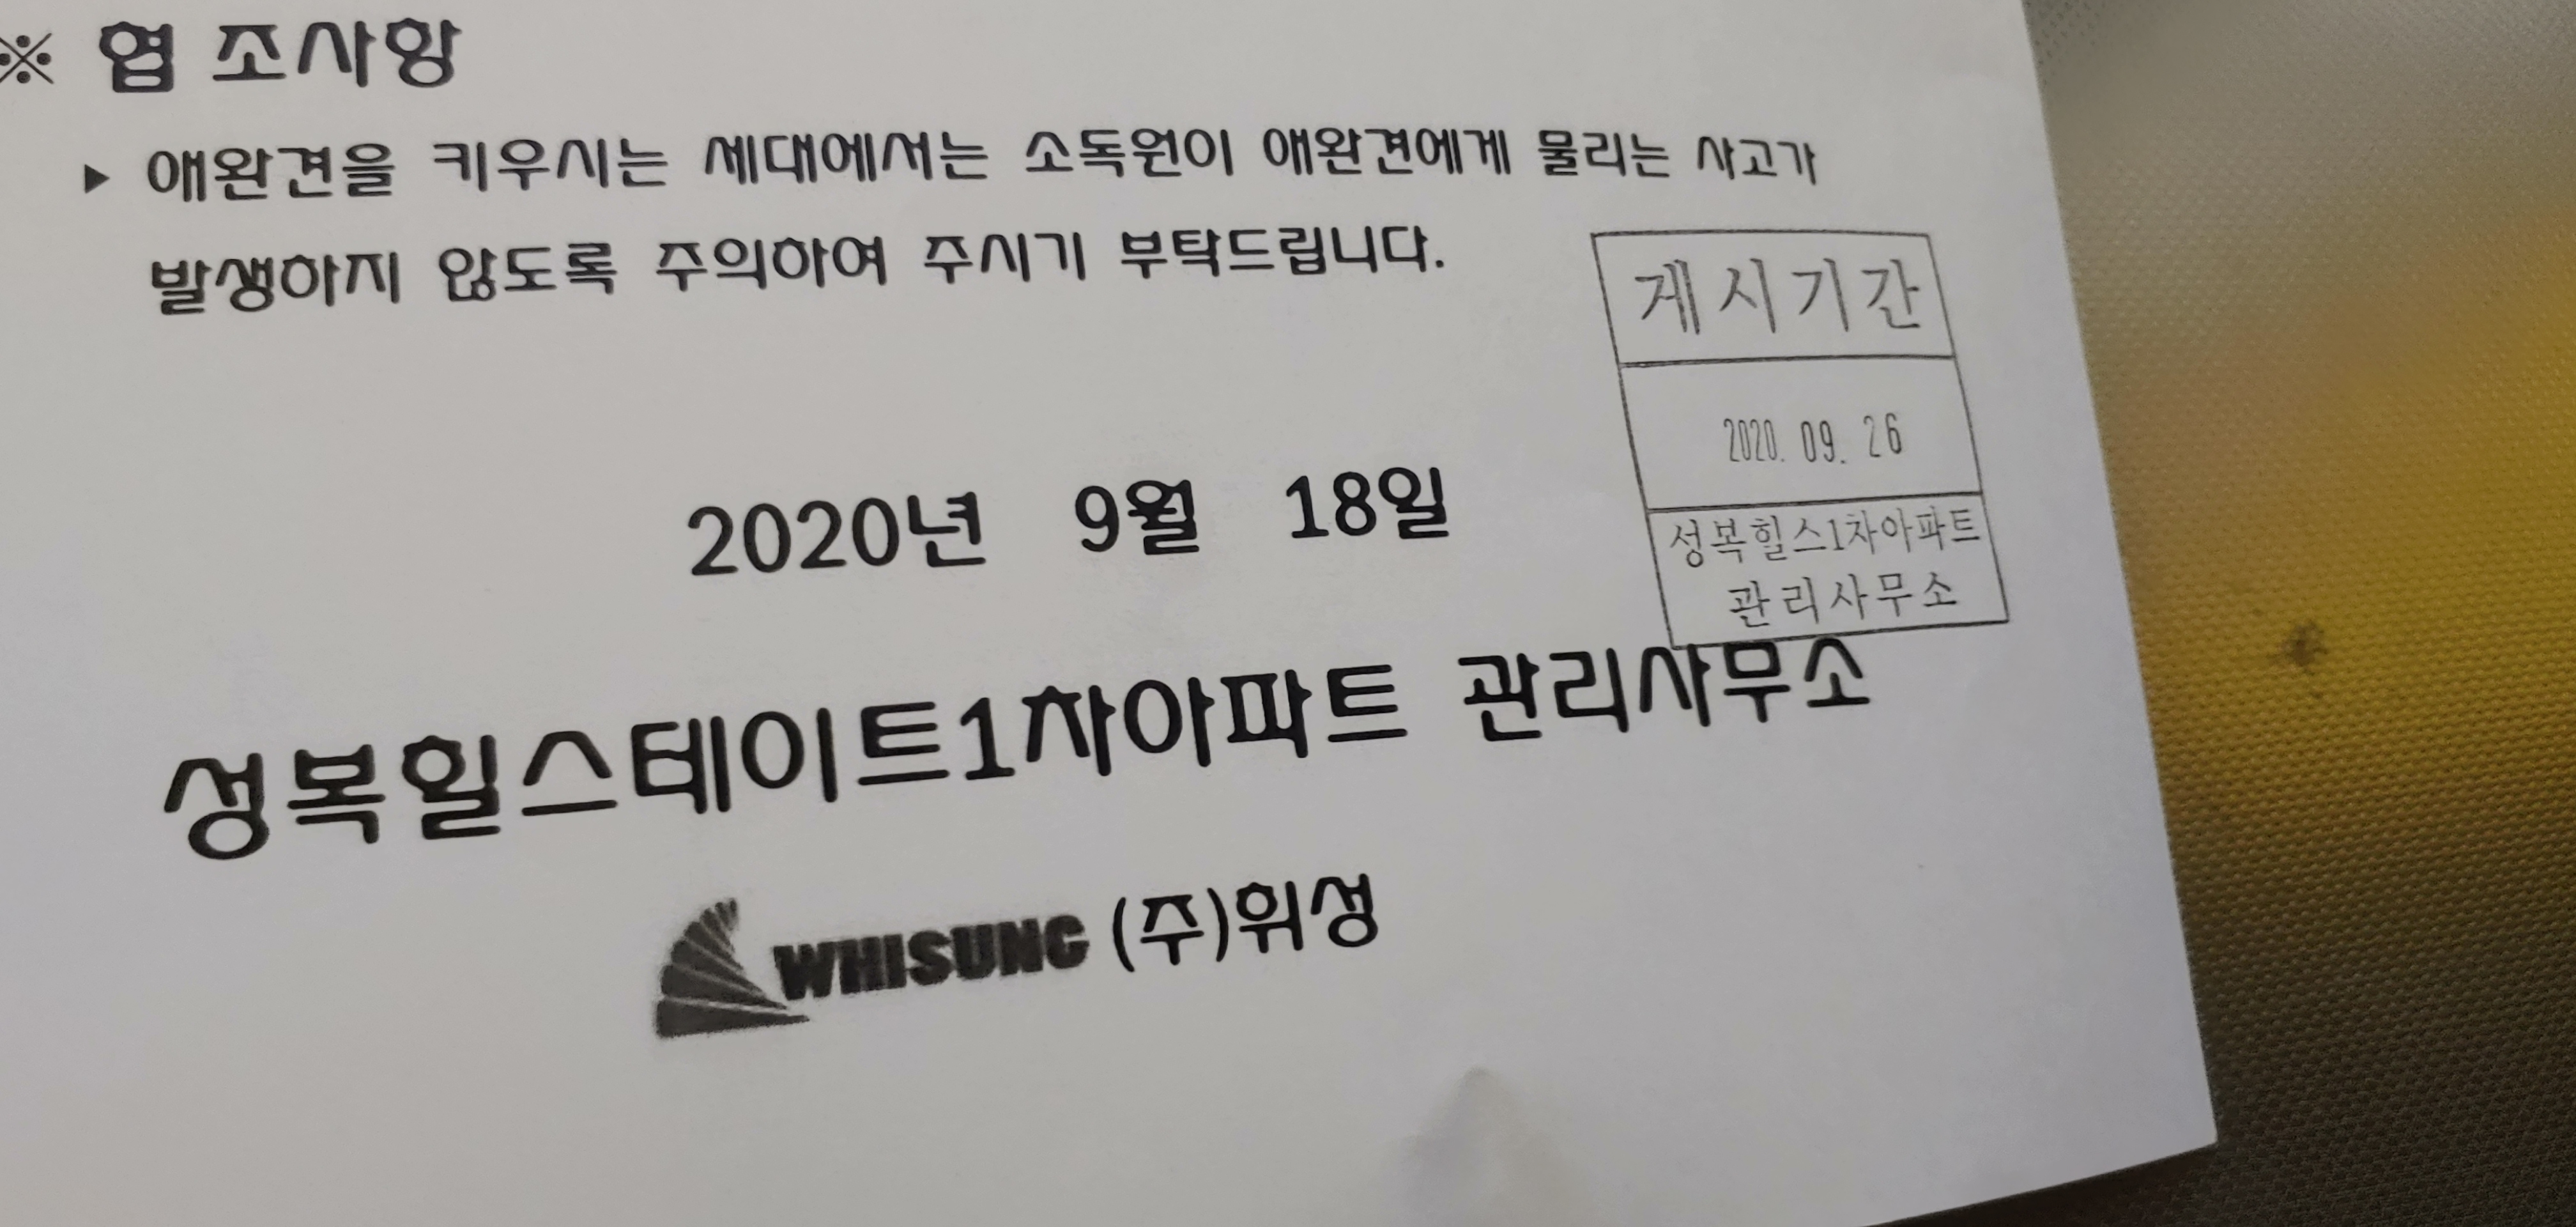 ※ 협 조사항
▶ 애완견을 키우시는 세대에서는 소독원이 애완견에게 물리는 사고가
발생하지 않도록 주의하여 주시기 부탁드립니다.
게시기간
2020. 09. 26
성복힐스1차아파트
관리사무소
2020년 9월 18일
성복힐스테이트1차아파트 관리사무소
WHISUNG (주)휘성